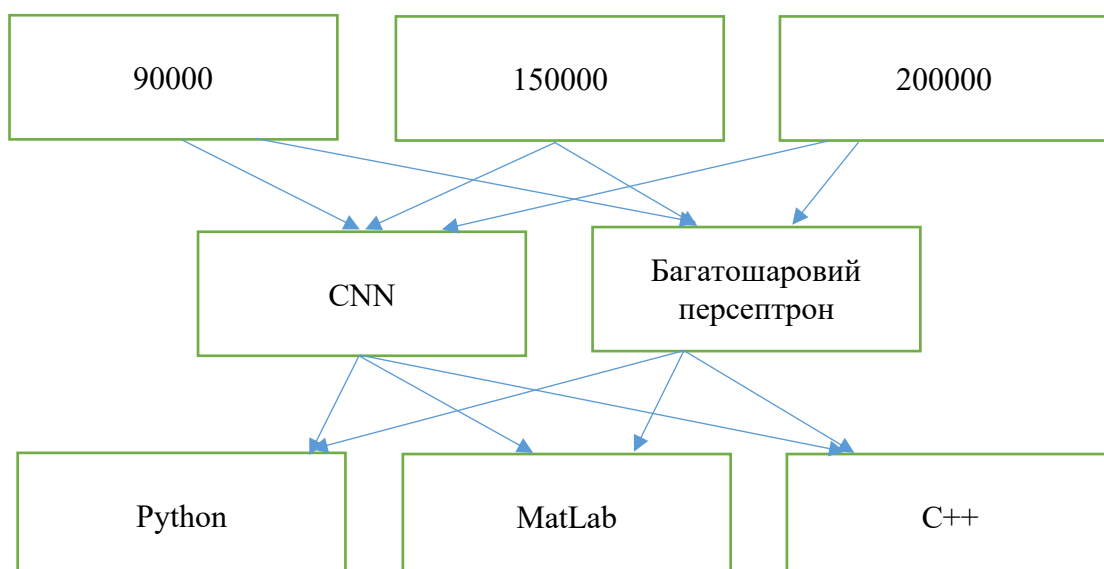 90000
150000
200000
CNN
Багатошаровий
персептрон
Python
MatLab
C++